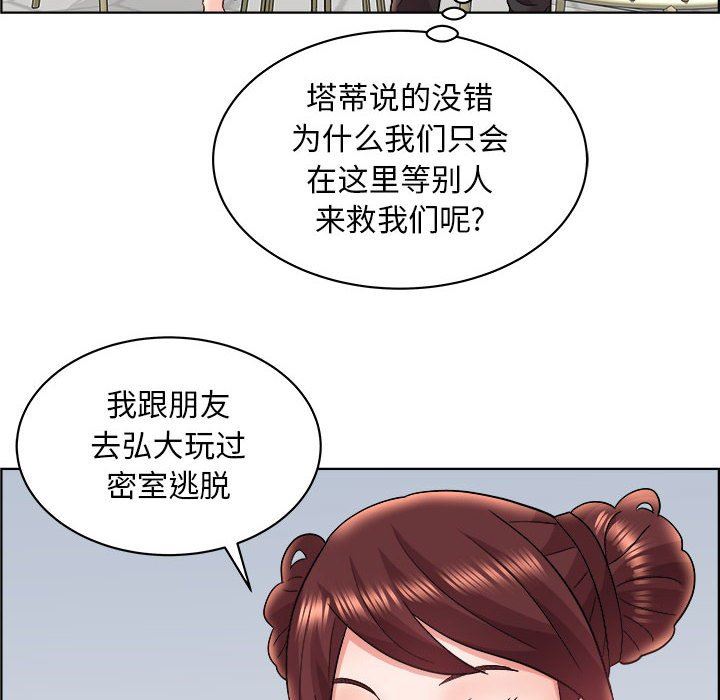 塔蒂说的没错
为什么我们只会
在这里等别人
来救我们呢?
我跟朋友
去弘大玩过
密室逃脱